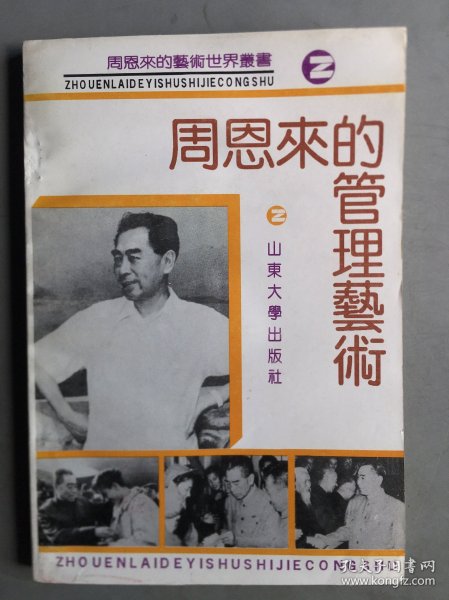 周恩來的藝術世界叢書
ZHOUENLAIDEYISHUSHIJIECONGSHU
Z
周恩來的
管理藝術
Z
山東大學出版社
ZHOUENLAIDEYISHUSHIJIECONGSHU
孔夫子旧书网
kongfz.com